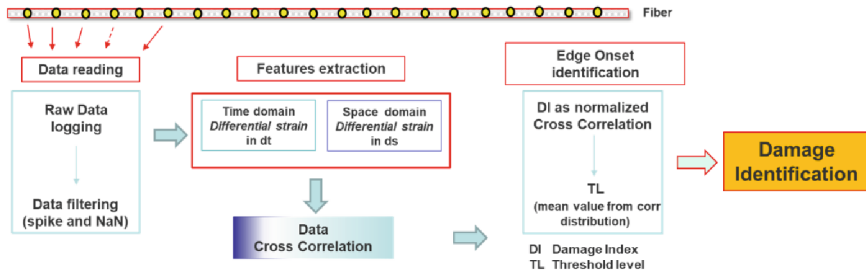 Fiber
Data reading
Features extraction
Edge Onset
identification
Raw Data
logging
Data filtering
(spike and NaN)
Time domain
Differential strain
in dt
Space domain
Differential strain
in ds
Data
Cross Correlation
DI as normalized
Cross Correlation
TL
(mean value from corr
distribution)
DI Damage Index
TL Threshold level
Damage
Identification